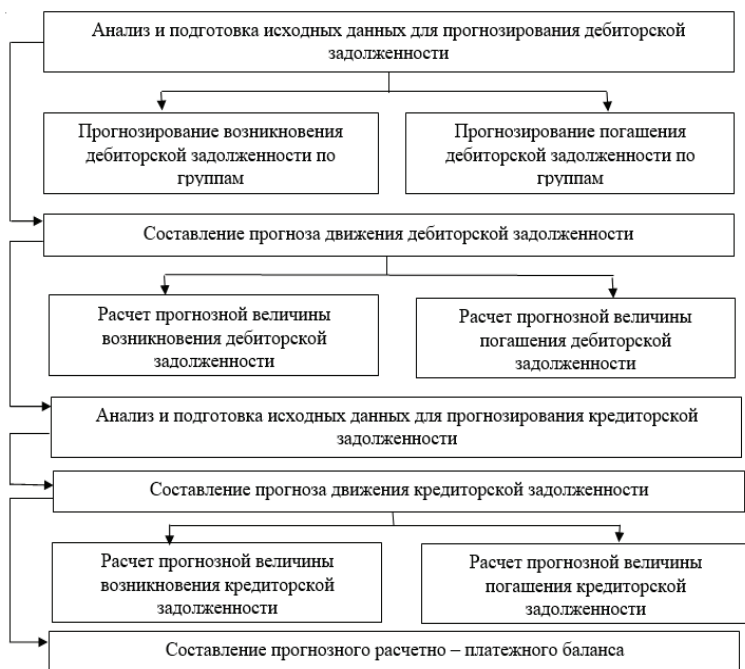 Анализ и подготовка исходных данных для прогнозирования дебиторской
задолженности
Прогнозирование возникновения
дебиторской задолженности по
группам
Прогнозирование погашения
дебиторской задолженности по
группам
Составление прогноза движения дебиторской задолженности
Расчет прогнозной величины
возникновения дебиторской
задолженности
Расчет прогнозной величины
погашения дебиторской
задолженности
Анализ и подготовка исходных данных для прогнозирования кредиторской
задолженности
Составление прогноза движения кредиторской задолженности
Расчет прогнозной величины
возникновения кредиторской
задолженности
Расчет прогнозной величины
погашения кредиторской
задолженности
Составление прогнозного расчетно – платежного баланса